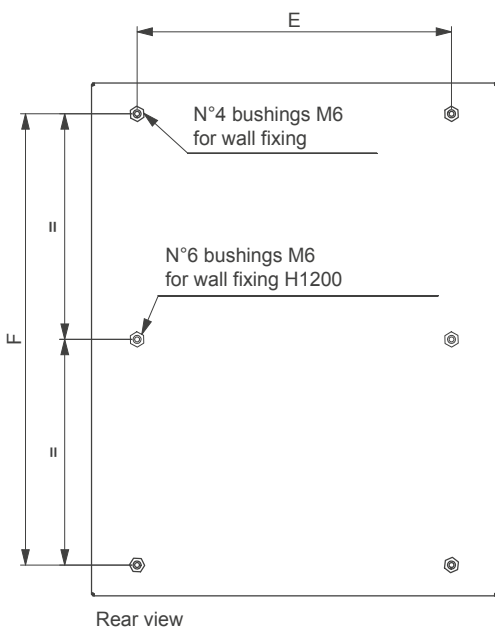 E
N°4 bushings M6
for wall fixing
=
N°6 bushings M6
for wall fixing H1200
F
=
Rear view